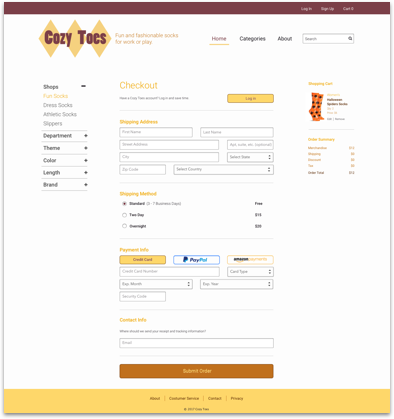 Log In Sign Up Cart 0
Cozy Toes
Fun and fashionable socks
for work or play
Home Categories About Search
Shops
Fun Socks
Dress Socks
Athletic Socks
Slippers
Department +
Theme +
Color +
Length +
Brand +
Checkout
Have a Cozy Toes account? Log in and save time. Log in
Shipping Address
First Name Last Name
Street Address Apt, order, etc. (optional)
City Select State
Zip Code Select Country
Shipping Method
Standard (5 - 7 Business Days) Free
Two Day $15
Overnight $20
Payment Info
Credit Card PayPal amazon payments
Credit Card Number Card Type
Exp. Month Exp. Year
Security Code
Contact Info
Where should we send your receipt and tracking information?
Email
Submit Order
Shopping Cart
Halloween
Spiders Socks
Edit | Remove
Order Summary
Merchandise $12
Shipping $0
Discount $0
Tax $0
Order Total $12
About | Customer Service | Contact | Privacy
© 2017 Cozy Toes